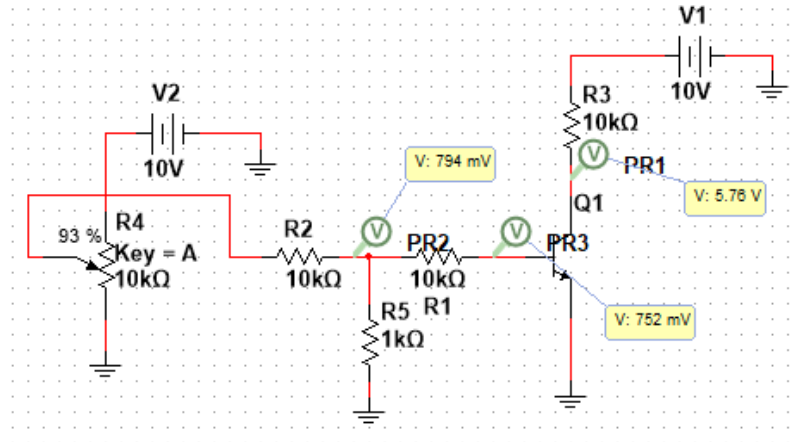 V1
10V
V2
10V
R3
10kΩ
V
PR1
V: 5.76 V
V: 794 mV
Q1
93 %
R4
Key = A
10kΩ
R2
10kΩ
V
PR2
10kΩ
R1
V
PR3
R5
1kΩ
V: 752 mV